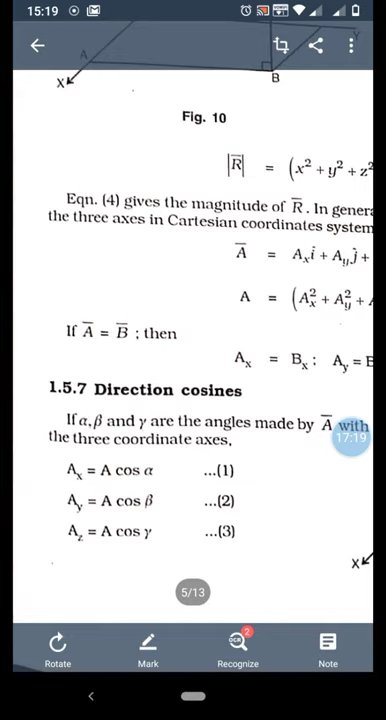 15:19
A
X
B
Y
Fig. 10
|R̅| = (x² + y² + z²
Eqn. (4) gives the magnitude of R̅. In genera
the three axes in Cartesian coordinates system
A̅ = Aₓî + A_yĵ +
A = (Aₓ² + A_y² +
If A̅ = B̅ ; then
Aₓ = Bₓ ; A_y = B
1.5.7 Direction cosines
If α, β and γ are the angles made by A̅ with
the three coordinate axes,
17:19
Aₓ = A cos α ...(1)
A_y = A cos β ...(2)
A_z = A cos γ ...(3)
X
5/13
Rotate Mark OCR 2 Recognize Note